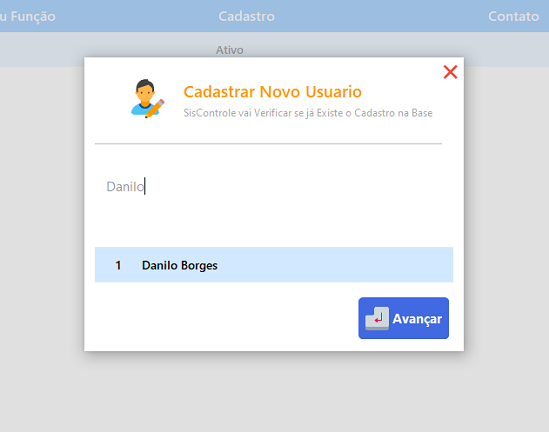 u Função Cadastro Contato
Ativo
Cadastrar Novo Usuario
SisControle vai Verificar se já Existe o Cadastro na Base
Danilo
1 Danilo Borges
Avançar